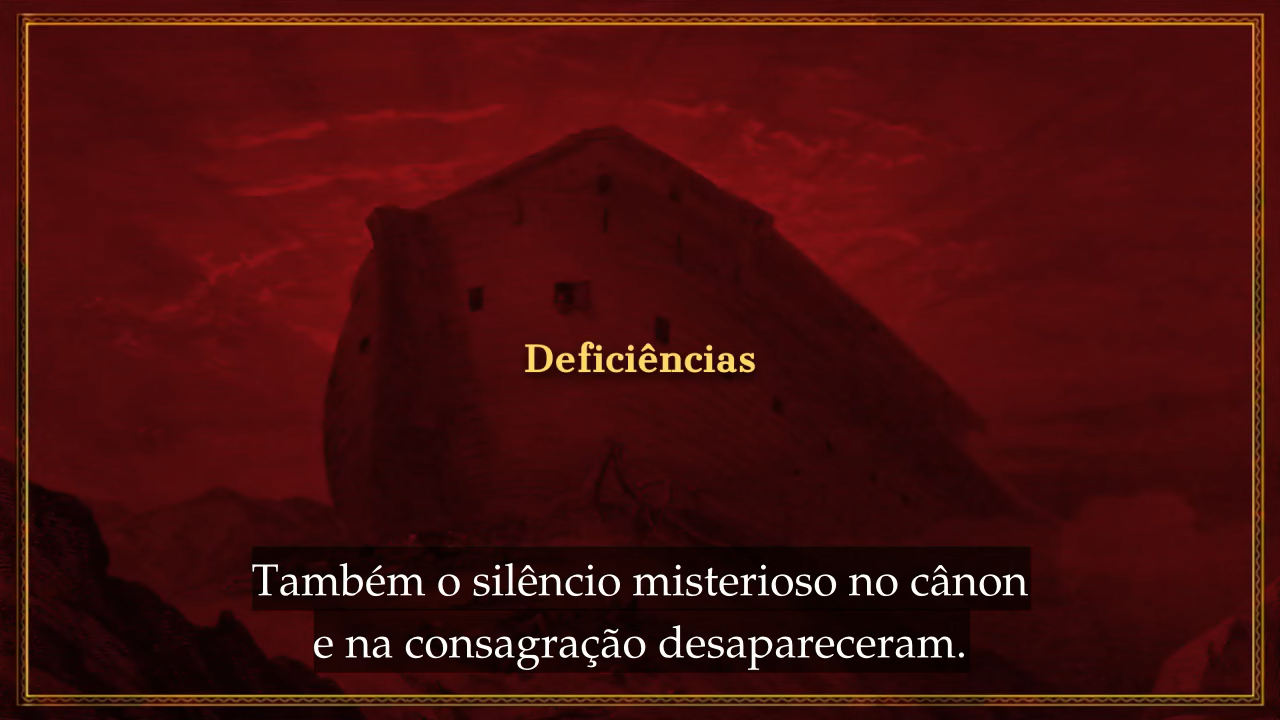 Deficiências
Também o silêncio misterioso no cânon
e na consagração desapareceram.